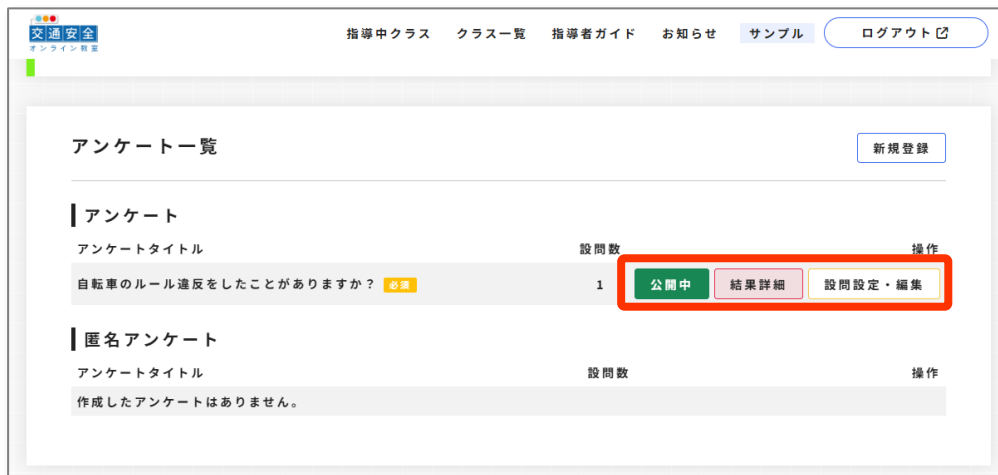 交通安全
オンライン教室
指導中クラス クラス一覧 指導者ガイド お知らせ サンプル ログアウト
アンケート一覧
新規登録
アンケート
アンケートタイトル 設問数 操作
自転車のルール違反をしたことがありますか? 必須 1 公開中 結果詳細 設問設定・編集
匿名アンケート
アンケートタイトル 設問数 操作
作成したアンケートはありません。